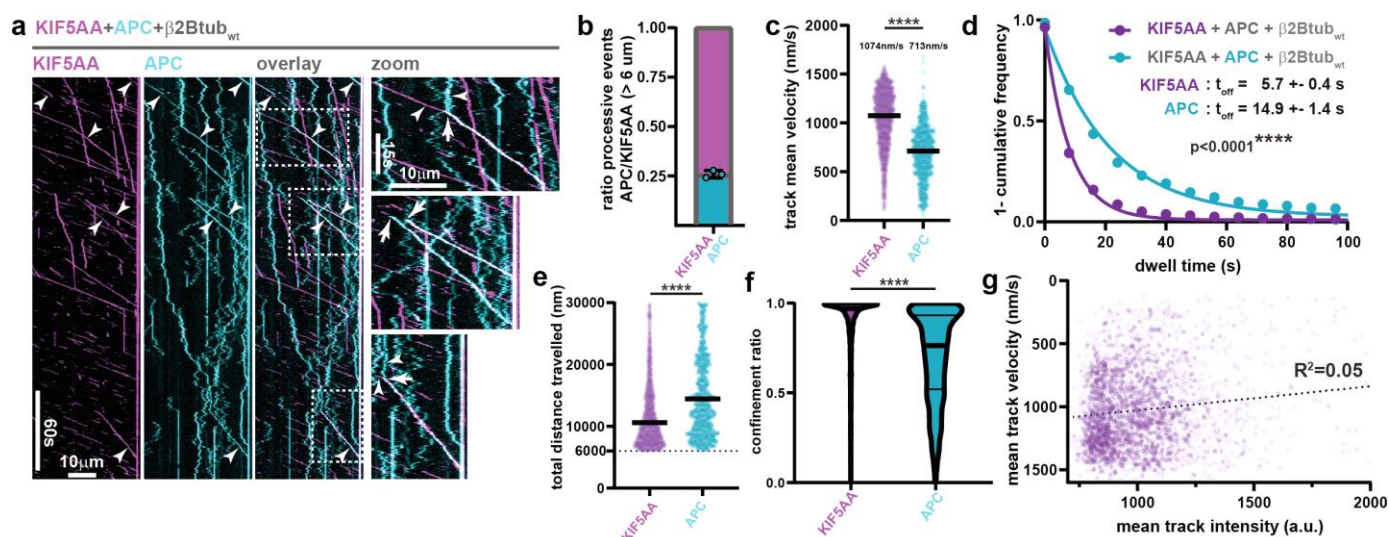 a
KIF5AA+APC+β2Btubwt
KIF5AA
APC
overlay
zoom
15s
10μm
60s
10μm
b
ratio processive events
APC/KIF5AA (> 6 um)
1.00
0.75
0.50
0.25
KIF5AA
APC
c
track mean velocity (nm/s)
2000
1500
1000
500
0
****
1074nm/s
713nm/s
KIF5AA
APC
d
1- cumulative frequency
1.0
0.5
0.0
0
20
40
60
80
100
dwell time (s)
KIF5AA + APC + β2Btubwt
KIF5AA + APC + β2Btubwt
KIF5AA : toff = 5.7 +- 0.4 s
APC : toff = 14.9 +- 1.4 s
p<0.0001****
e
total distance travelled (nm)
30000
20000
10000
6000
0
****
KIF5AA
APC
f
confinement ratio
1.0
0.5
0.0
****
KIF5AA
APC
g
mean track velocity (nm/s)
0
500
1000
1500
R2=0.05
1000
1500
2000
mean track intensity (a.u.)